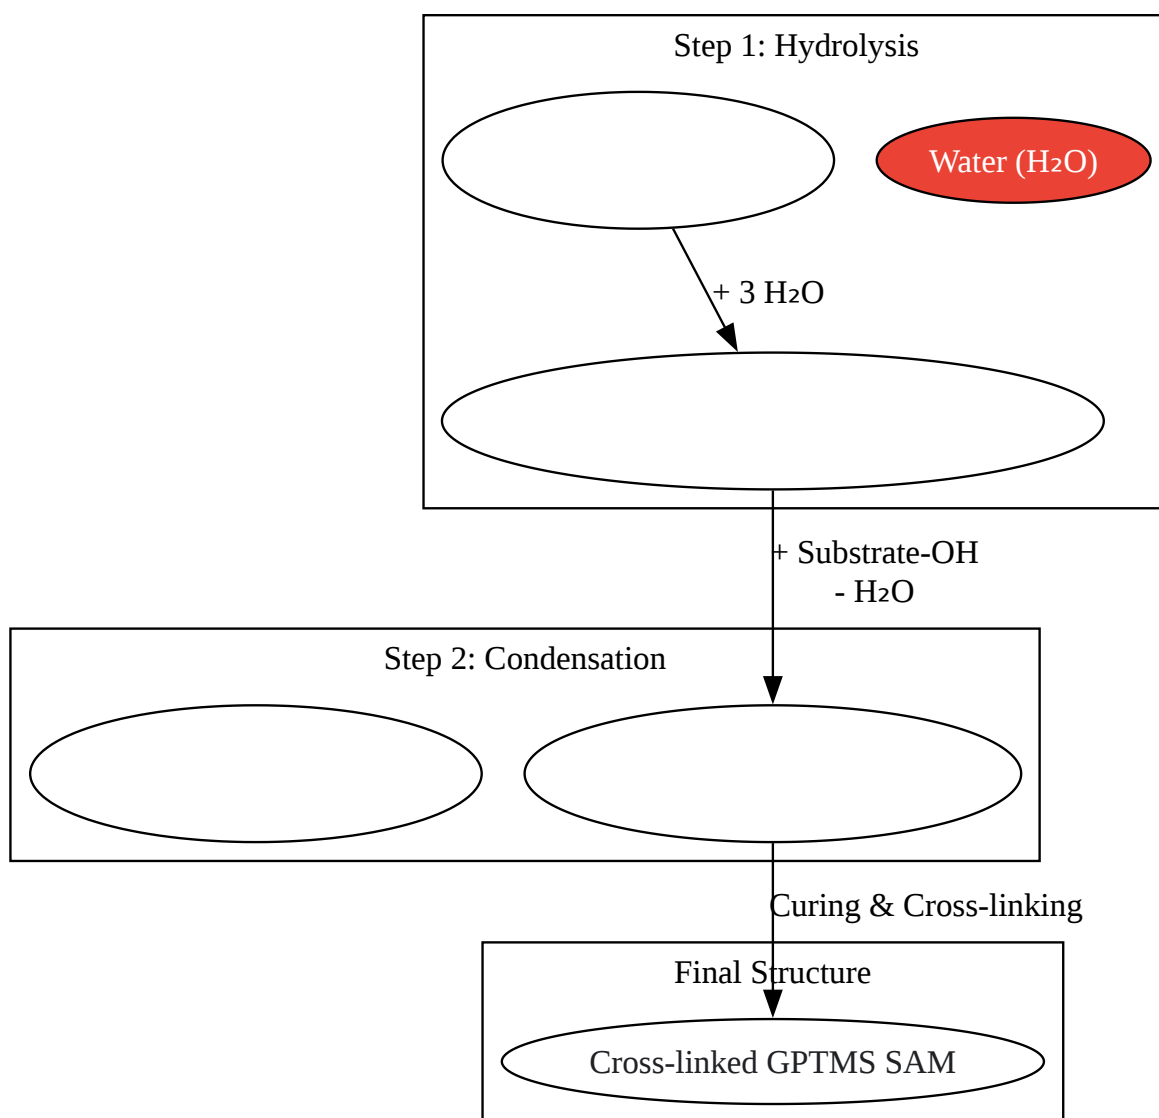 Step 1: Hydrolysis
Water (H₂O)
+ 3 H₂O
+ Substrate-OH
- H₂O
Step 2: Condensation
Curing & Cross-linking
Final Structure
Cross-linked GPTMS SAM